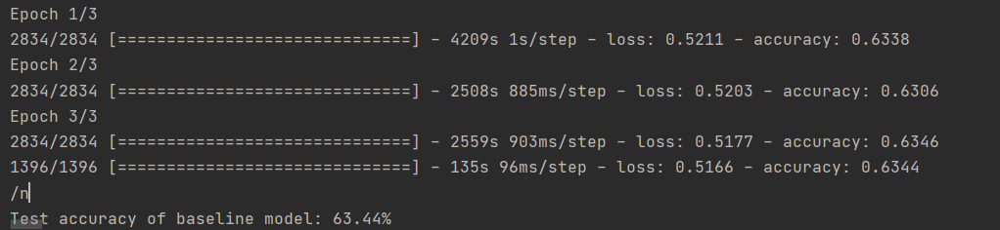 Epoch 1/3
2834/2834 [==============================] - 4209s 1s/step - loss: 0.5211 - accuracy: 0.6338
Epoch 2/3
2834/2834 [==============================] - 2508s 885ms/step - loss: 0.5203 - accuracy: 0.6306
Epoch 3/3
2834/2834 [==============================] - 2559s 903ms/step - loss: 0.5177 - accuracy: 0.6346
1396/1396 [==============================] - 135s 96ms/step - loss: 0.5166 - accuracy: 0.6344
/n
Test accuracy of baseline model: 63.44%